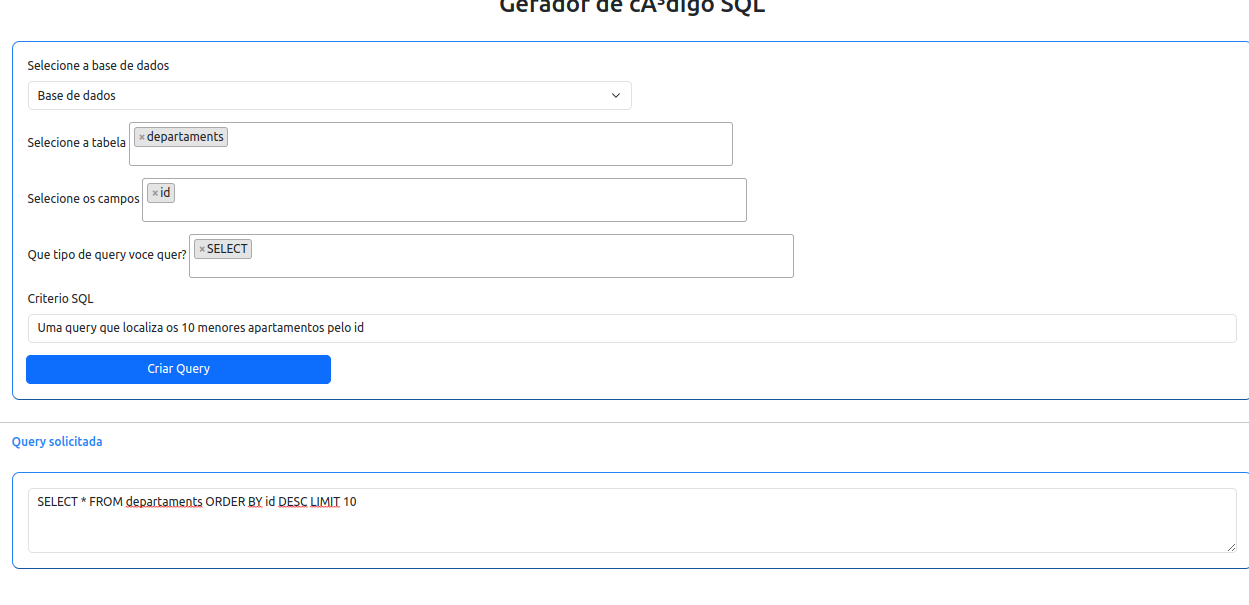 Gerador de cÃ³digo SQL
Selecione a base de dados
Base de dados
Selecione a tabela ×departaments
Selecione os campos ×id
Que tipo de query voce quer? ×SELECT
Criterio SQL
Uma query que localiza os 10 menores apartamentos pelo id
Criar Query
Query solicitada
SELECT * FROM departaments ORDER BY id DESC LIMIT 10